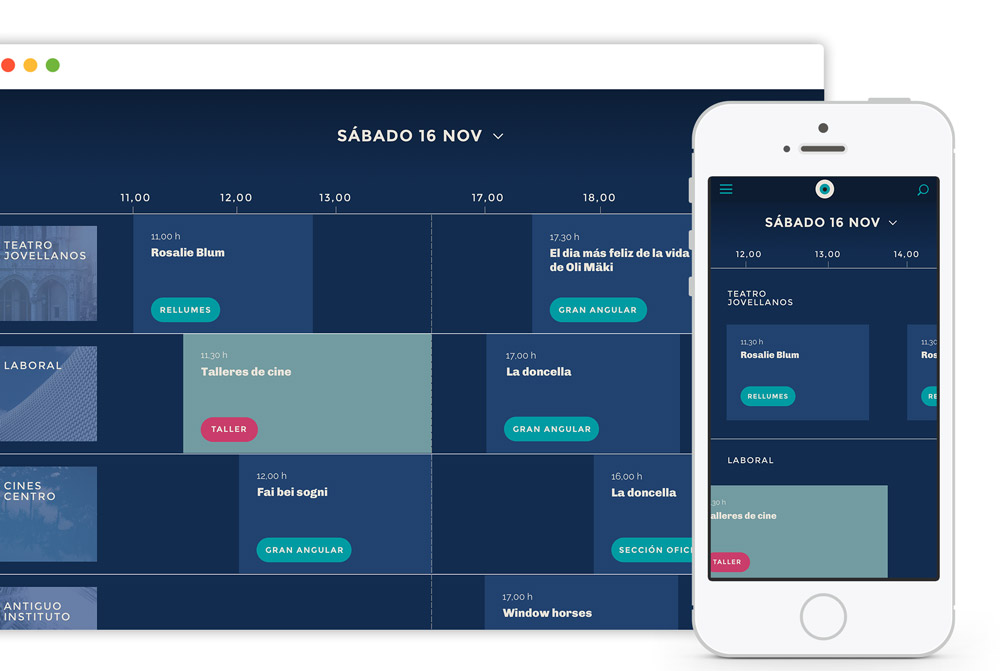 SÁBADO 16 NOV
11,00 12,00 13,00 17,00 18,00
TEATRO
JOVELLANOS
11,00 h
Rosalie Blum
RELLUMES
17,30 h
El dia más feliz de la vida
de Oli Mäki
GRAN ANGULAR
LABORAL
11,30 h
Talleres de cine
TALLER
17,00 h
La doncella
GRAN ANGULAR
CINES
CENTRO
12,00 h
Fai bei sogni
GRAN ANGULAR
16,00 h
La doncella
SECCIÓN OFICI
ANTIGUO
INSTITUTO
17,00 h
Window horses
SÁBADO 16 NOV
12,00 13,00 14,00
TEATRO
JOVELLANOS
11,30 h
Rosalie Blum
RELLUMES
11,30
Ros
RE
LABORAL
30 h
alleres de cine
TALLER